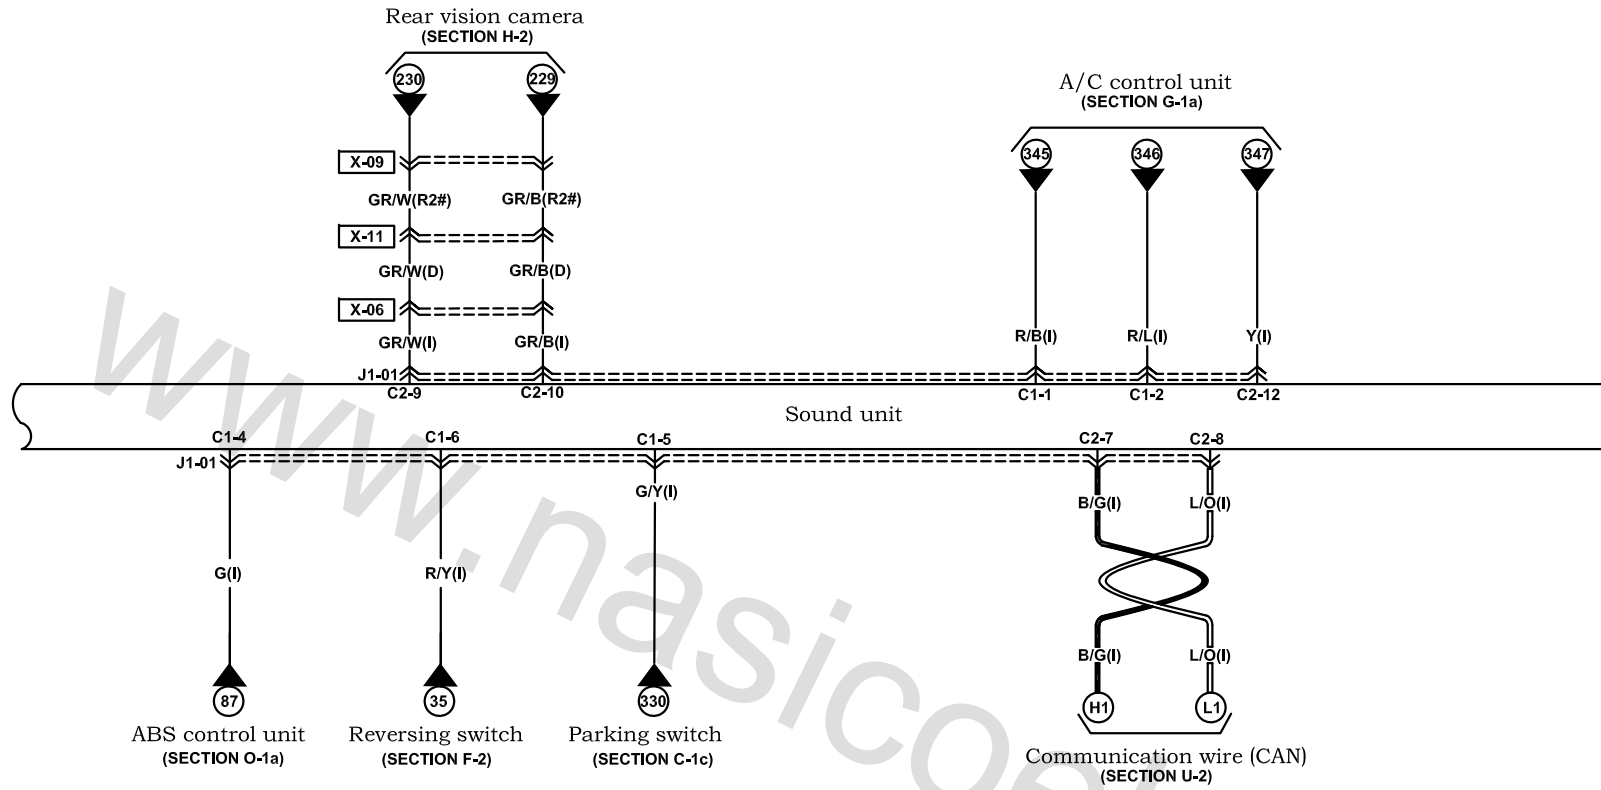 Rear vision camera
(SECTION H-2)
230 229
A/C control unit
(SECTION G-1a)
345 346 347
X-09
GR/W(R2#) GR/B(R2#)
X-11
GR/W(D) GR/B(D)
X-06
GR/W(I) GR/B(I) R/B(I) R/L(I) Y(I)
J1-01
C2-9 C2-10 C1-1 C1-2 C2-12
Sound unit
C1-4 C1-6 C1-5 C2-7 C2-8
J1-01
G/Y(I) B/G(I) L/O(I)
G(I) R/Y(I)
B/G(I) L/O(I)
87 35 330 H1 L1
ABS control unit
(SECTION O-1a)
Reversing switch
(SECTION F-2)
Parking switch
(SECTION C-1c)
Communication wire (CAN)
(SECTION U-2)